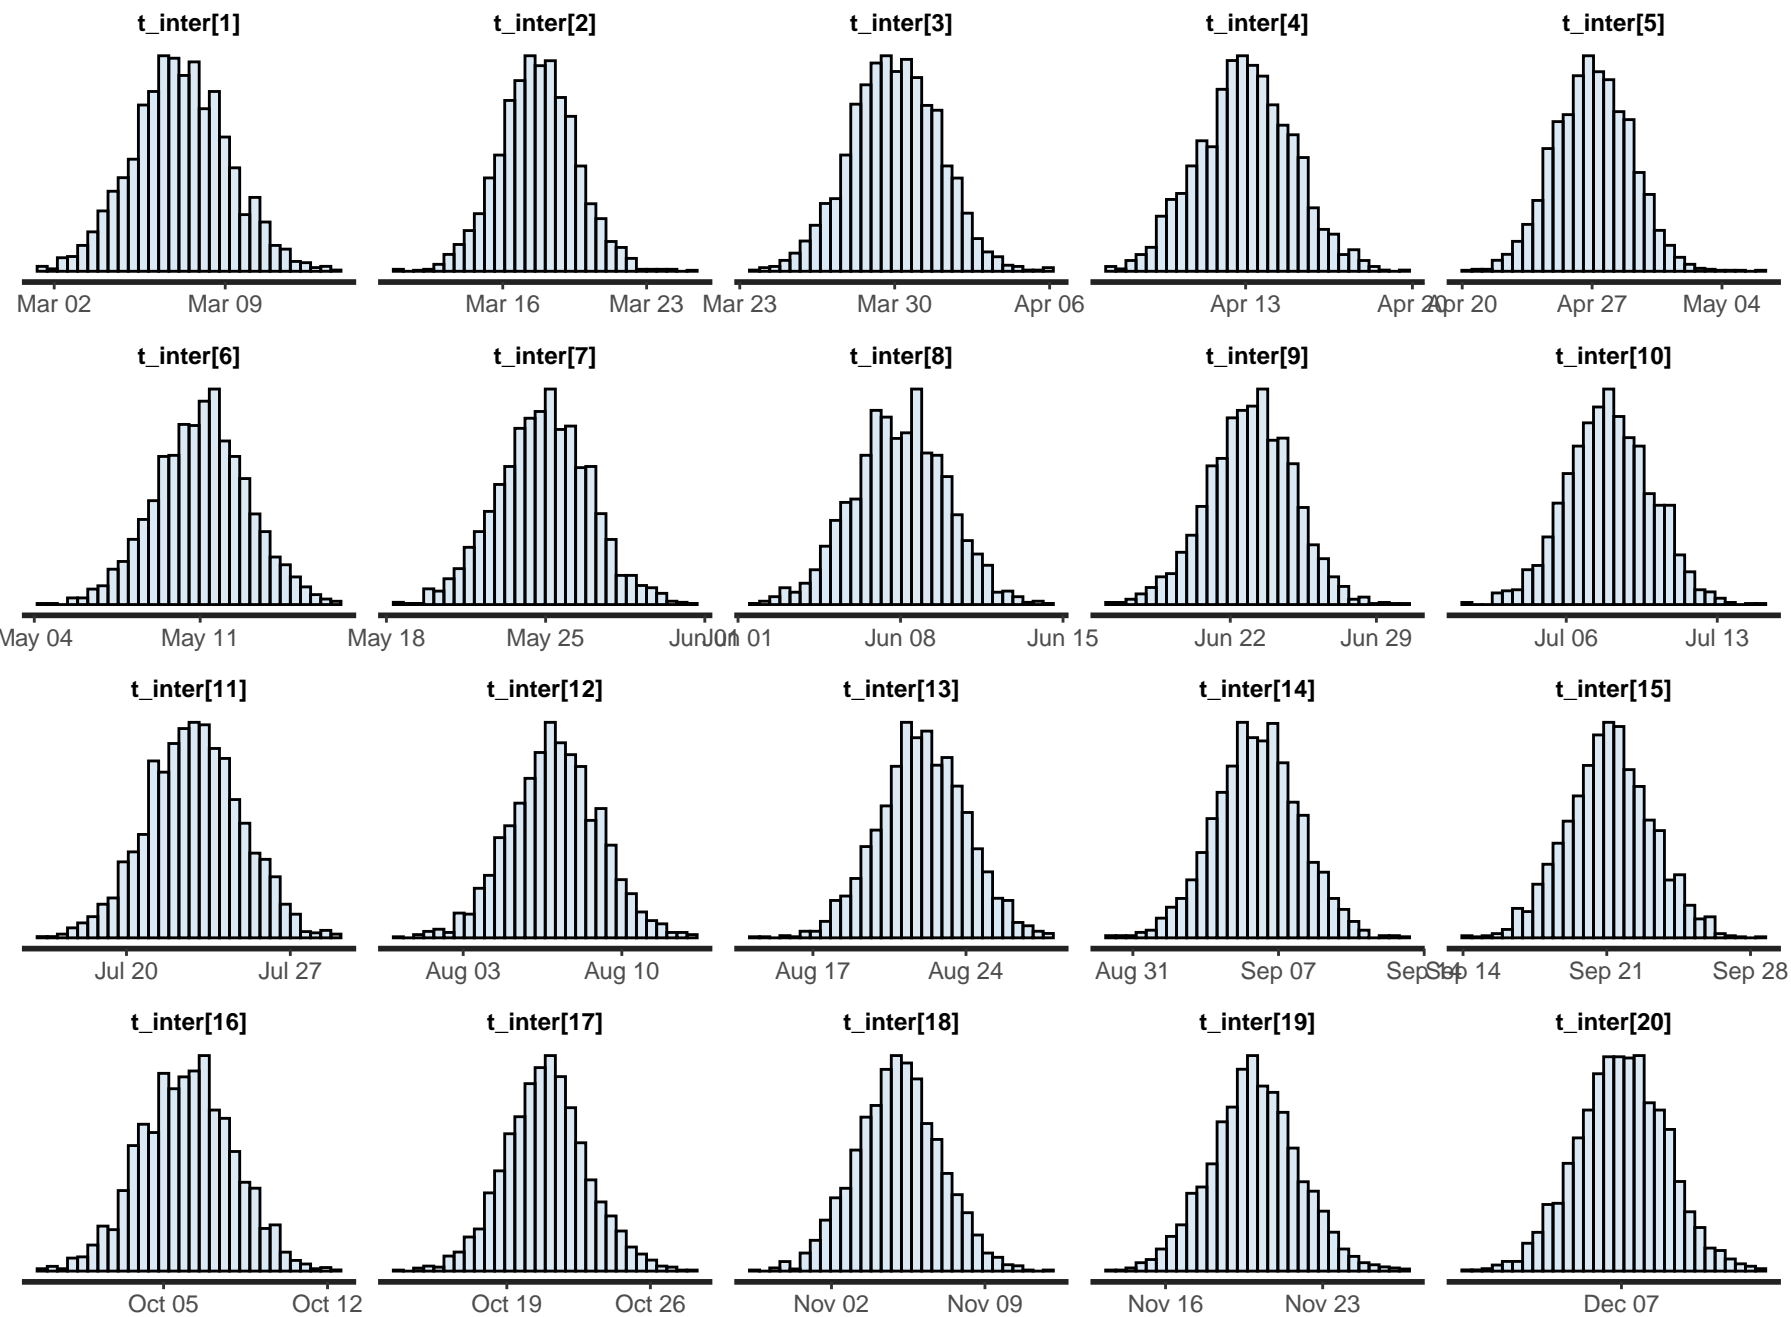 t_inter[1] t_inter[2] t_inter[3] t_inter[4] t_inter[5]
Mar 02 Mar 09 Mar 16 Mar 23 Mar 23 Mar 30 Apr 06 Apr 13 Apr 20 Apr 20 Apr 27 May 04
t_inter[6] t_inter[7] t_inter[8] t_inter[9] t_inter[10]
May 04 May 11 May 18 May 25 Jun 01 Jun 01 Jun 08 Jun 15 Jun 22 Jun 29 Jul 06 Jul 13
t_inter[11] t_inter[12] t_inter[13] t_inter[14] t_inter[15]
Jul 20 Jul 27 Aug 03 Aug 10 Aug 17 Aug 24 Aug 31 Sep 07 Sep 14 Sep 14 Sep 21 Sep 28
t_inter[16] t_inter[17] t_inter[18] t_inter[19] t_inter[20]
Oct 05 Oct 12 Oct 19 Oct 26 Nov 02 Nov 09 Nov 16 Nov 23 Dec 07